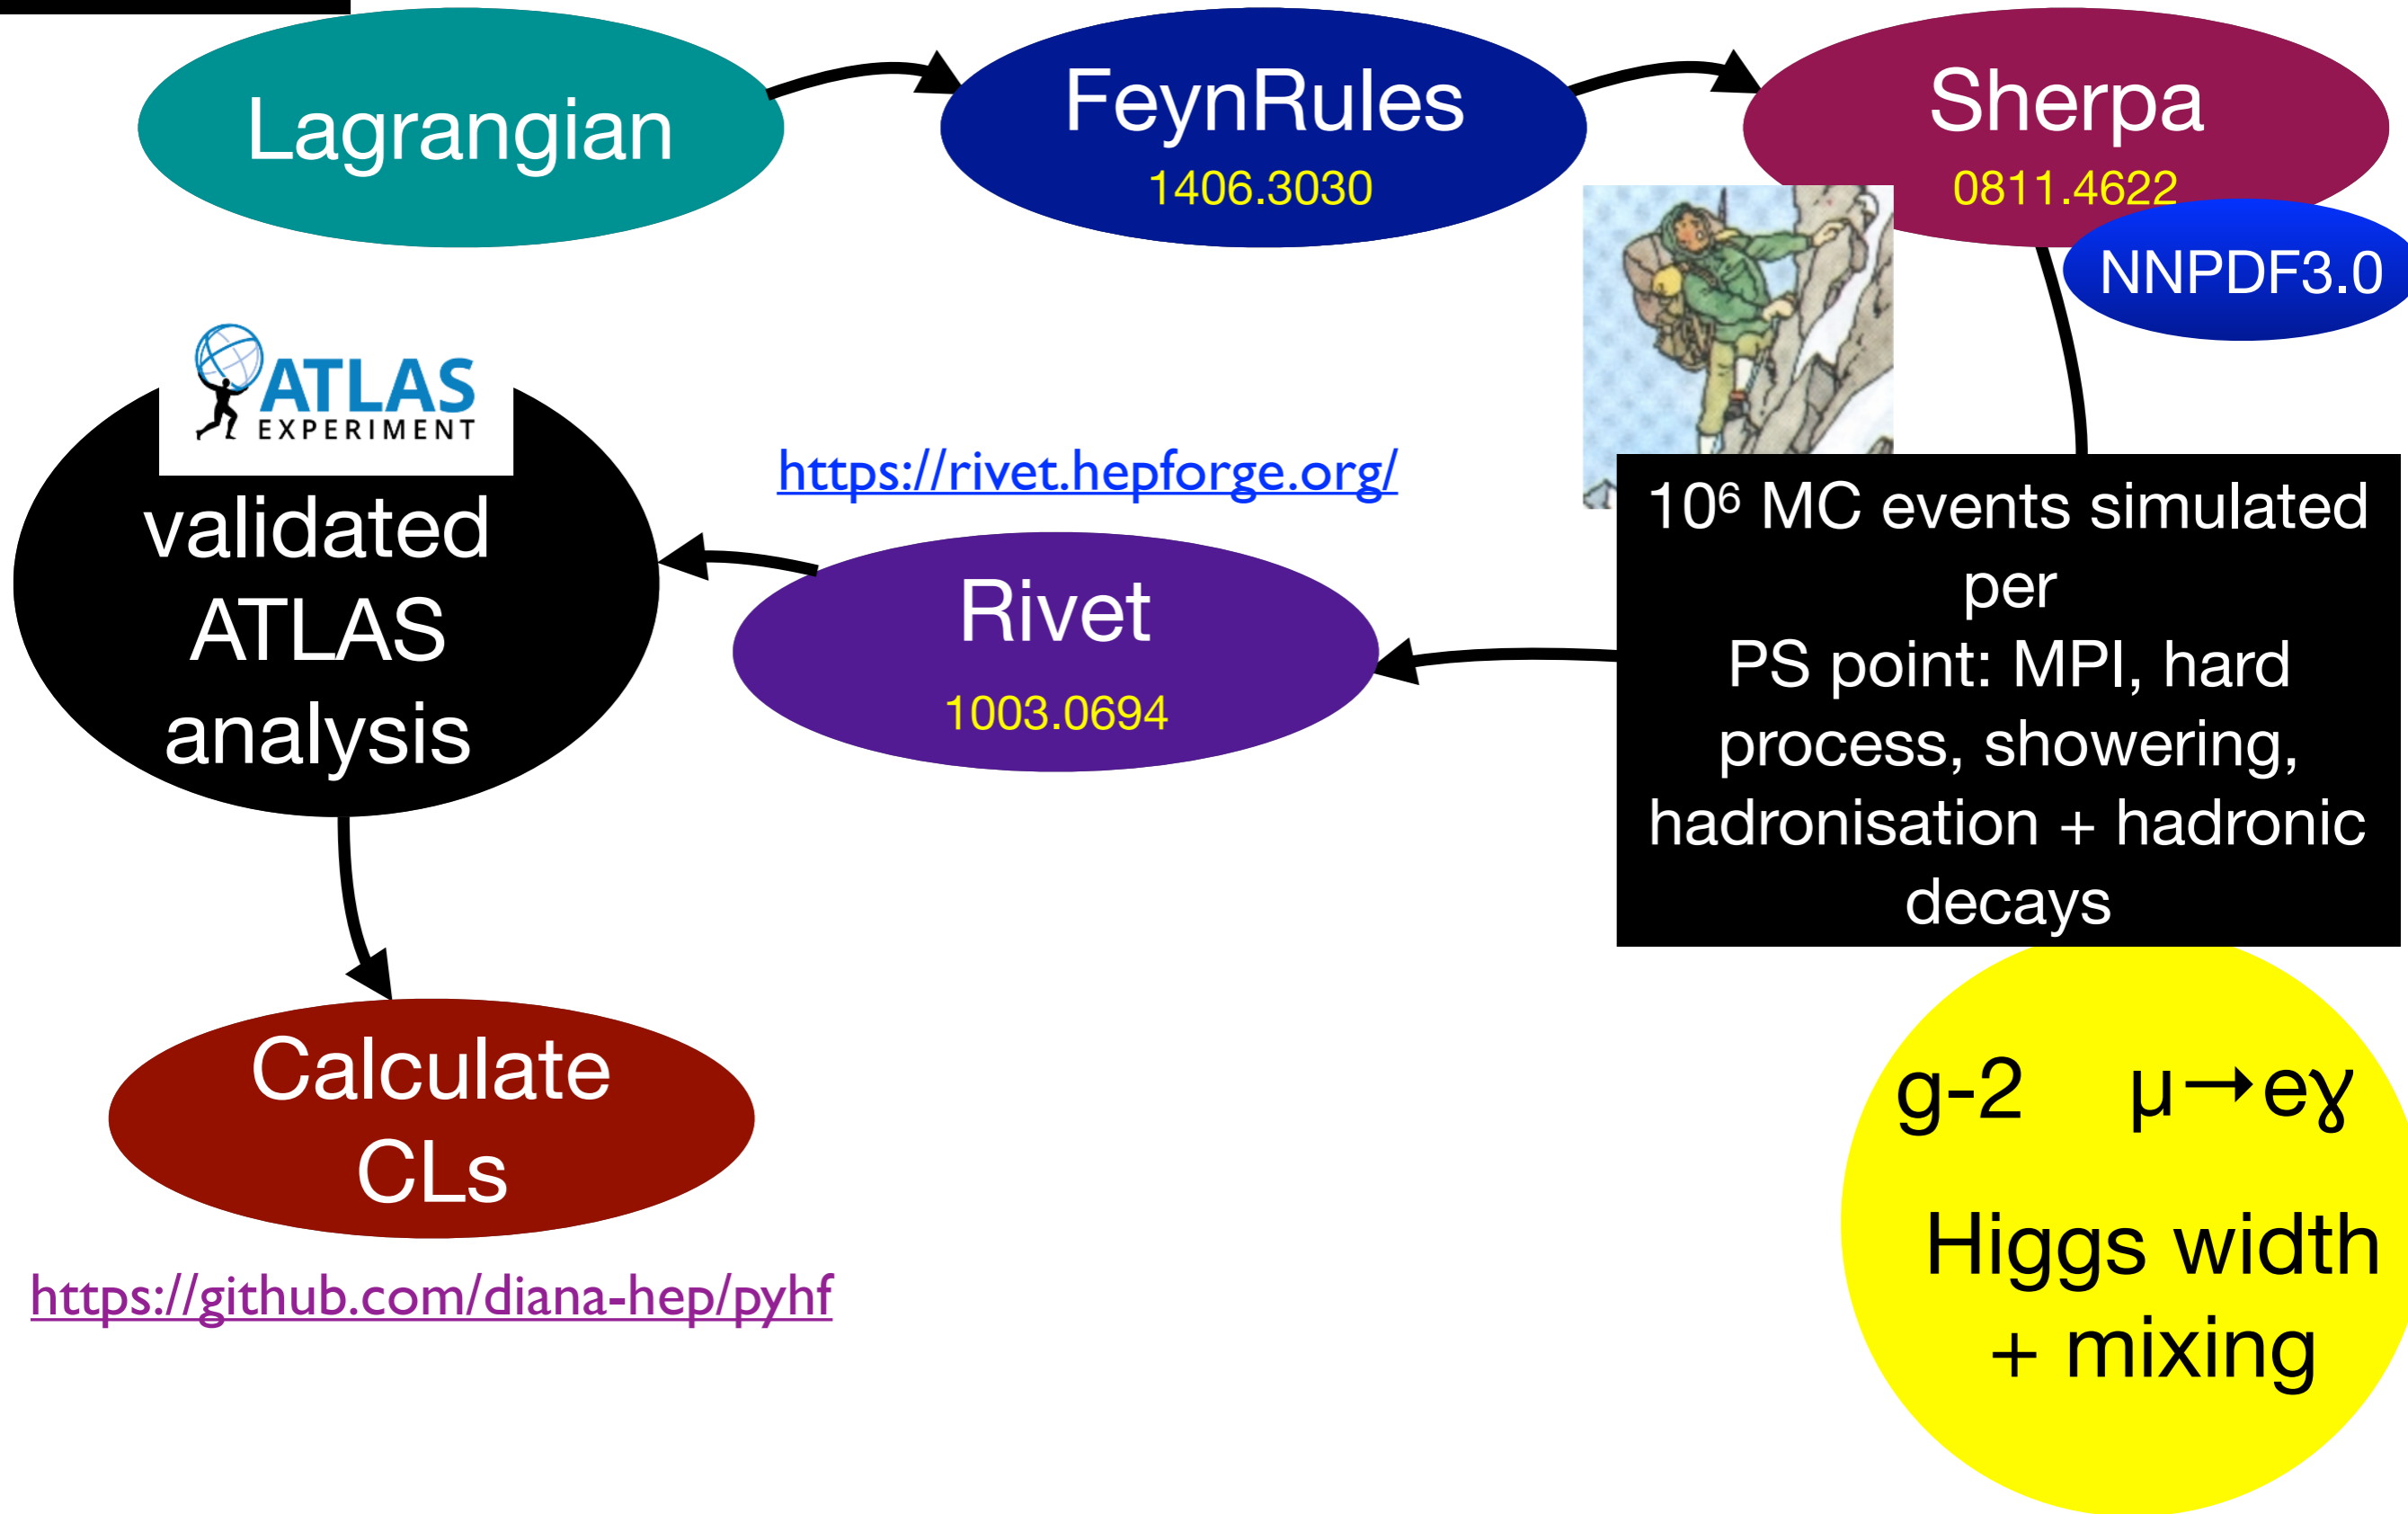 Lagrangian
FeynRules
1406.3030
Sherpa
0811.4622
NNPDF3.0
10⁶ MC events simulated
per
PS point: MPI, hard
process, showering,
hadronisation + hadronic
decays
https://rivet.hepforge.org/
Rivet
1003.0694
ATLAS
EXPERIMENT
validated
ATLAS
analysis
Calculate
CLs
https://github.com/diana-hep/pyhf
g-2 μ→eɣ
Higgs width
+ mixing